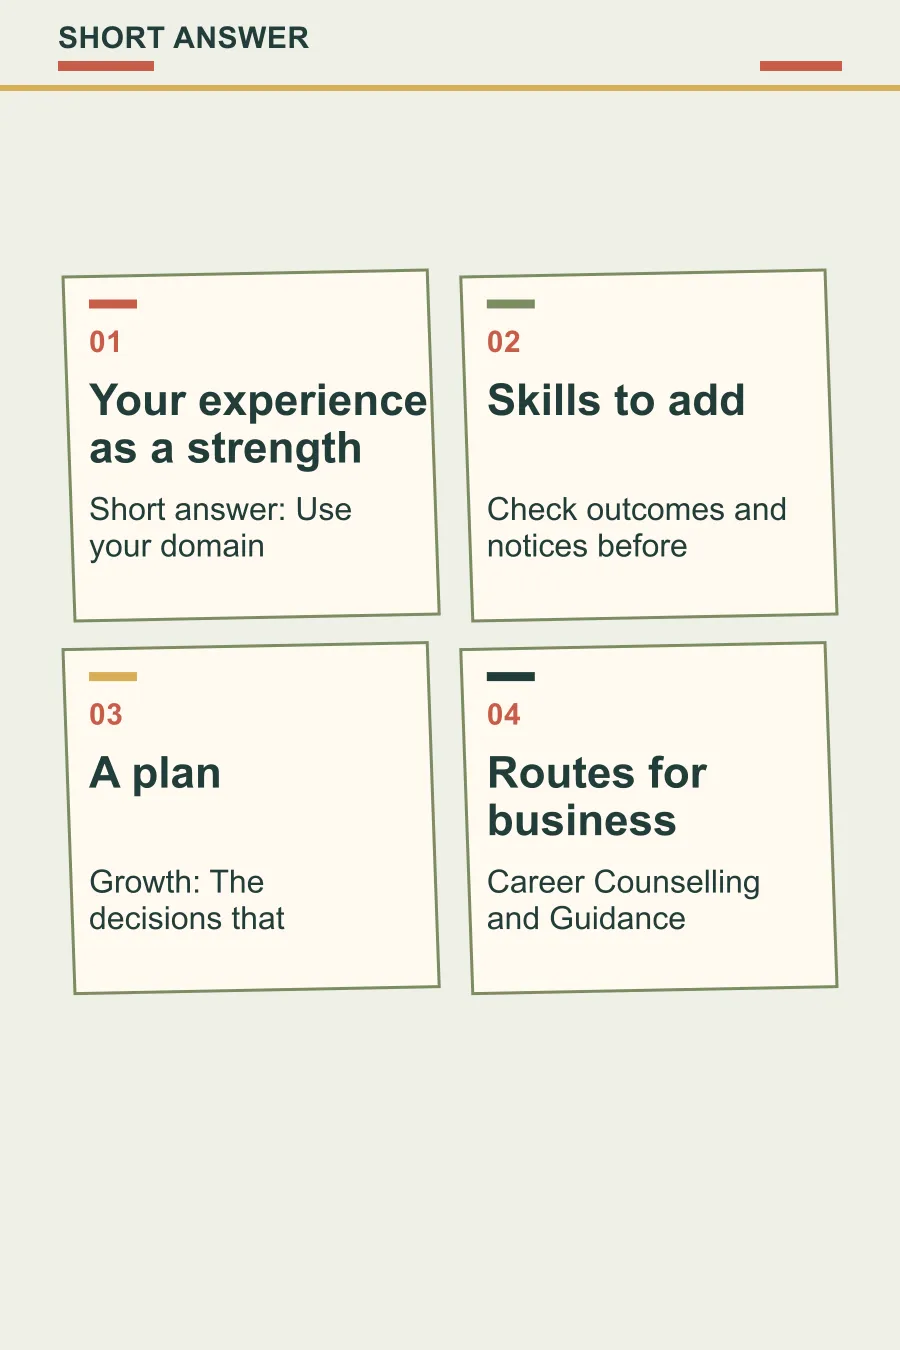 SHORT ANSWER
01
Your experience
as a strength
Short answer: Use
your domain
02
Skills to add
Check outcomes and
notices before
03
A plan
Growth: The
decisions that
04
Routes for
business
Career Counselling
and Guidance